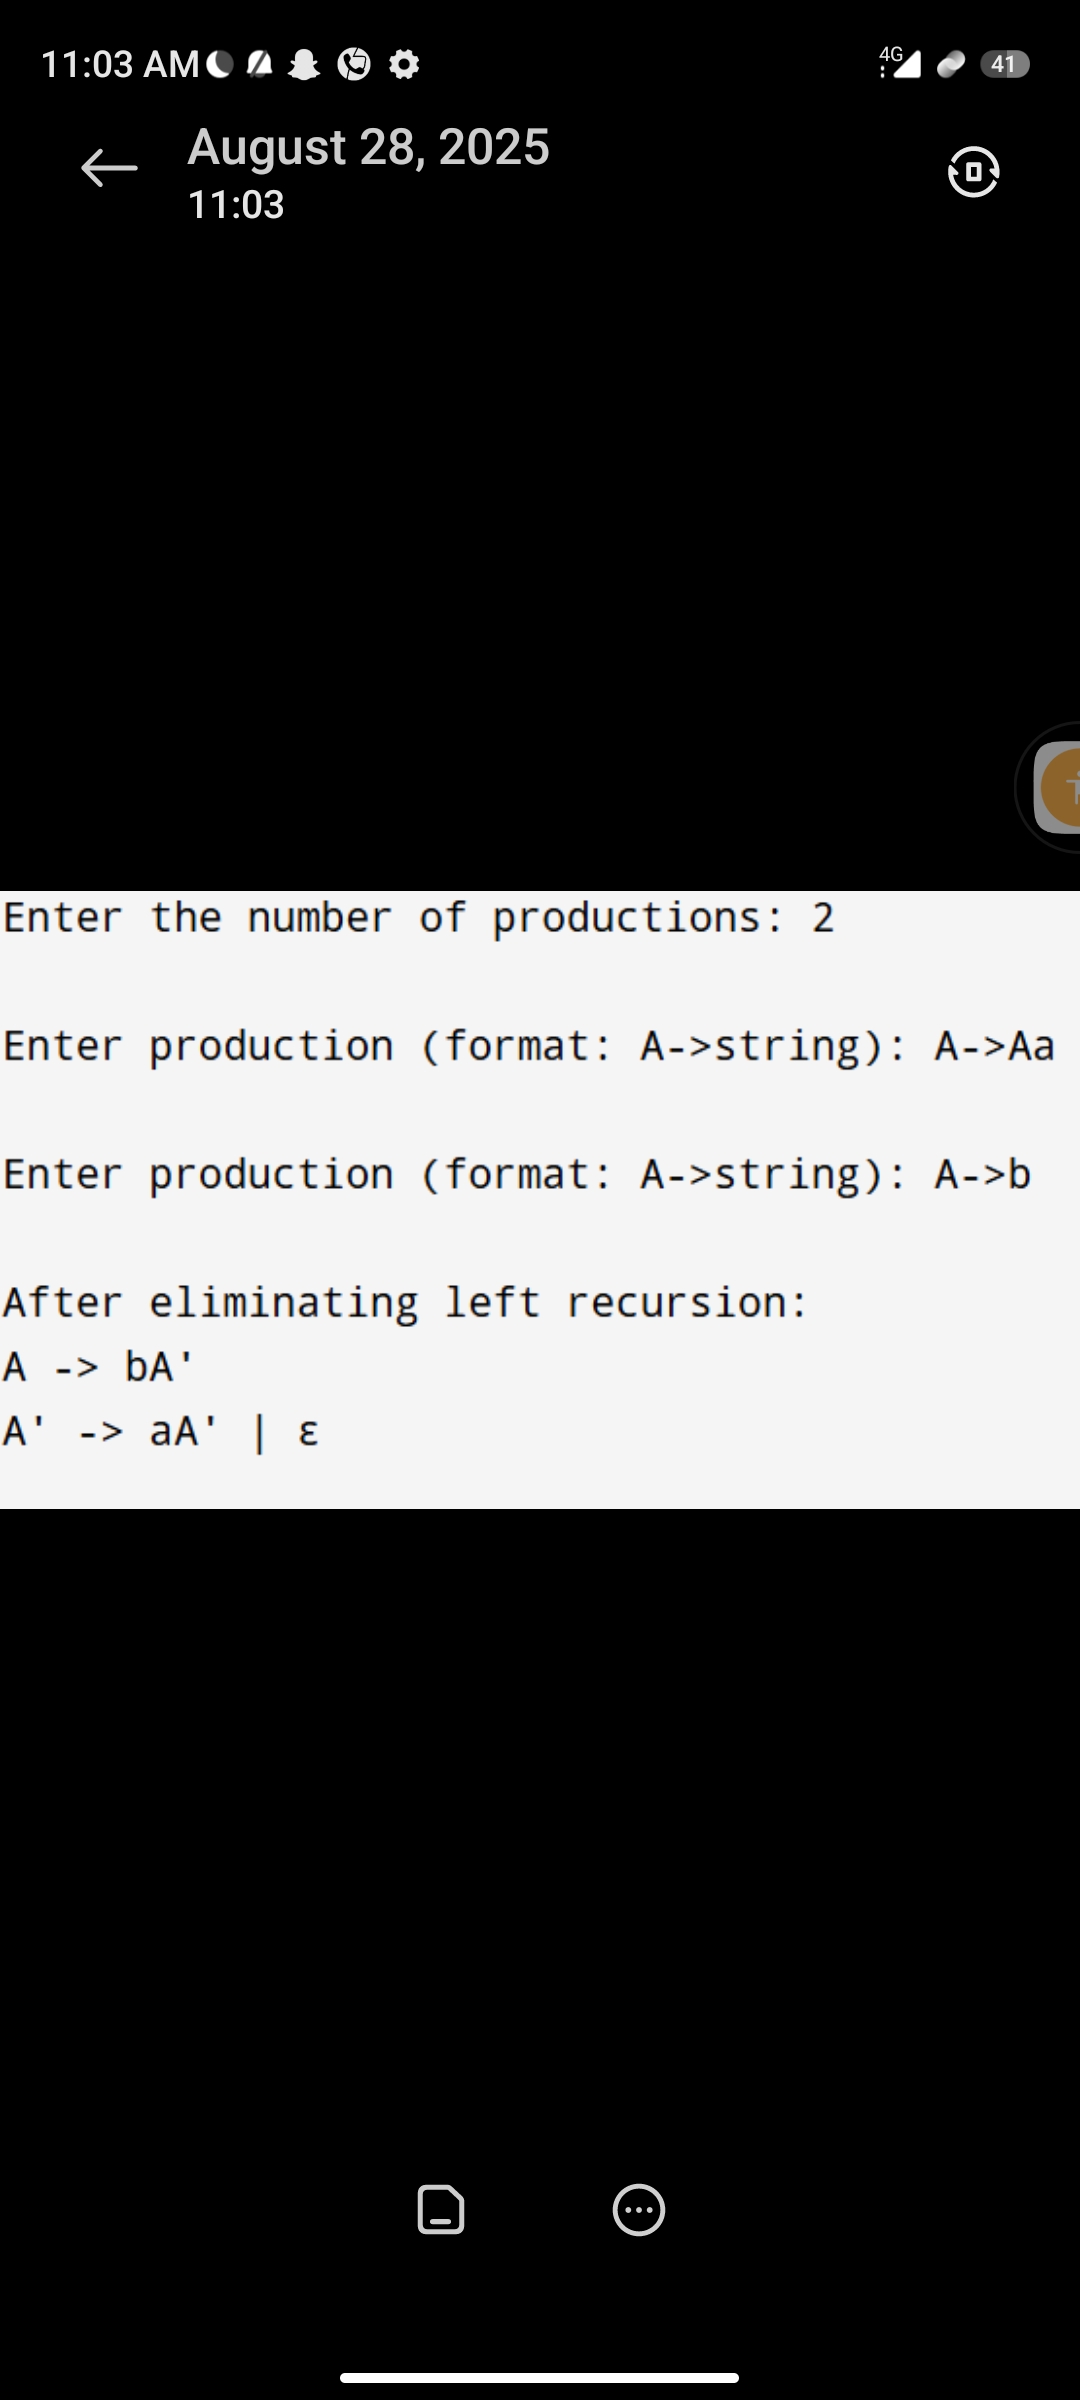 11:03 AM
4G
41
August 28, 2025
11:03
Enter the number of productions: 2
Enter production (format: A->string): A->Aa
Enter production (format: A->string): A->b
After eliminating left recursion:
A -> bA'
A' -> aA' | ε